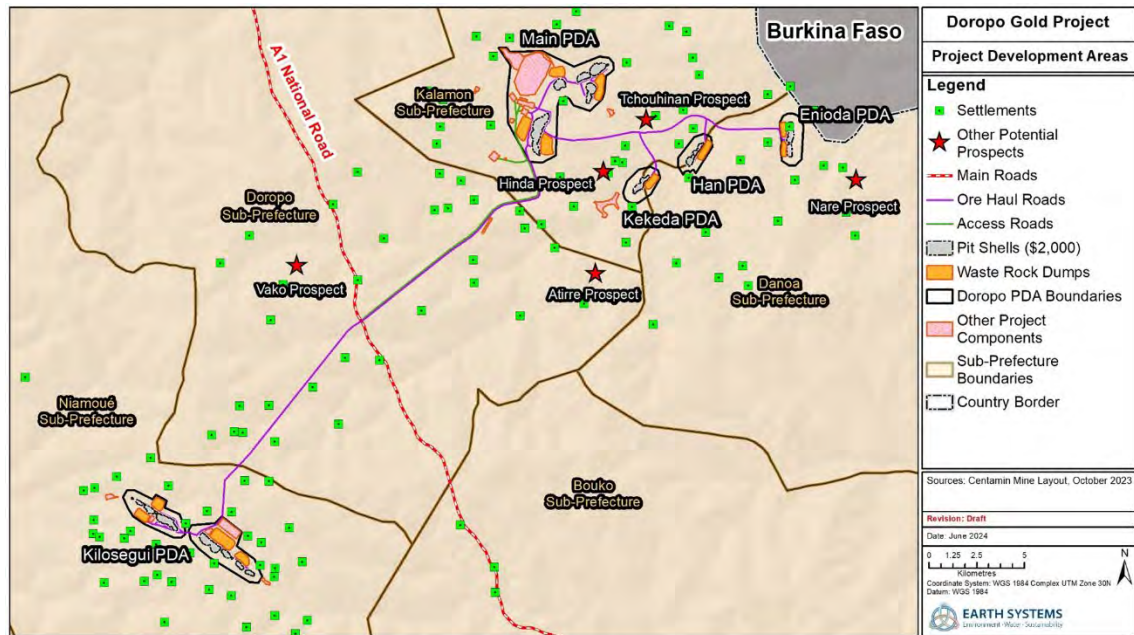 Main PDA
Burkina Faso
A1 National Road
Kalamon
Sub-Prefecture
Tchouhinan Prospect
Enioda PDA
Hinda Prospect
Han PDA
Nare Prospect
Kekeda PDA
Doropo
Sub-Prefecture
Vako Prospect
Atirre Prospect
Danoa
Sub-Prefecture
Niamoué
Sub-Prefecture
Bouko
Sub-Prefecture
Kilosegui PDA
Doropo Gold Project
Project Development Areas
Legend
Settlements
Other Potential
Prospects
Main Roads
Ore Haul Roads
Access Roads
Pit Shells ($2,000)
Waste Rock Dumps
Doropo PDA Boundaries
Other Project
Components
Sub-Prefecture
Boundaries
Country Border
Sources: Centamin Mine Layout, October 2023
Revision: Draft
Date: June 2024
0 1.25 2.5 5
Kilometres
N
Coordinate System: WGS 1984 Complex UTM Zone 30N
Datum: WGS 1984
EARTH SYSTEMS
Environment - Water - Sustainability